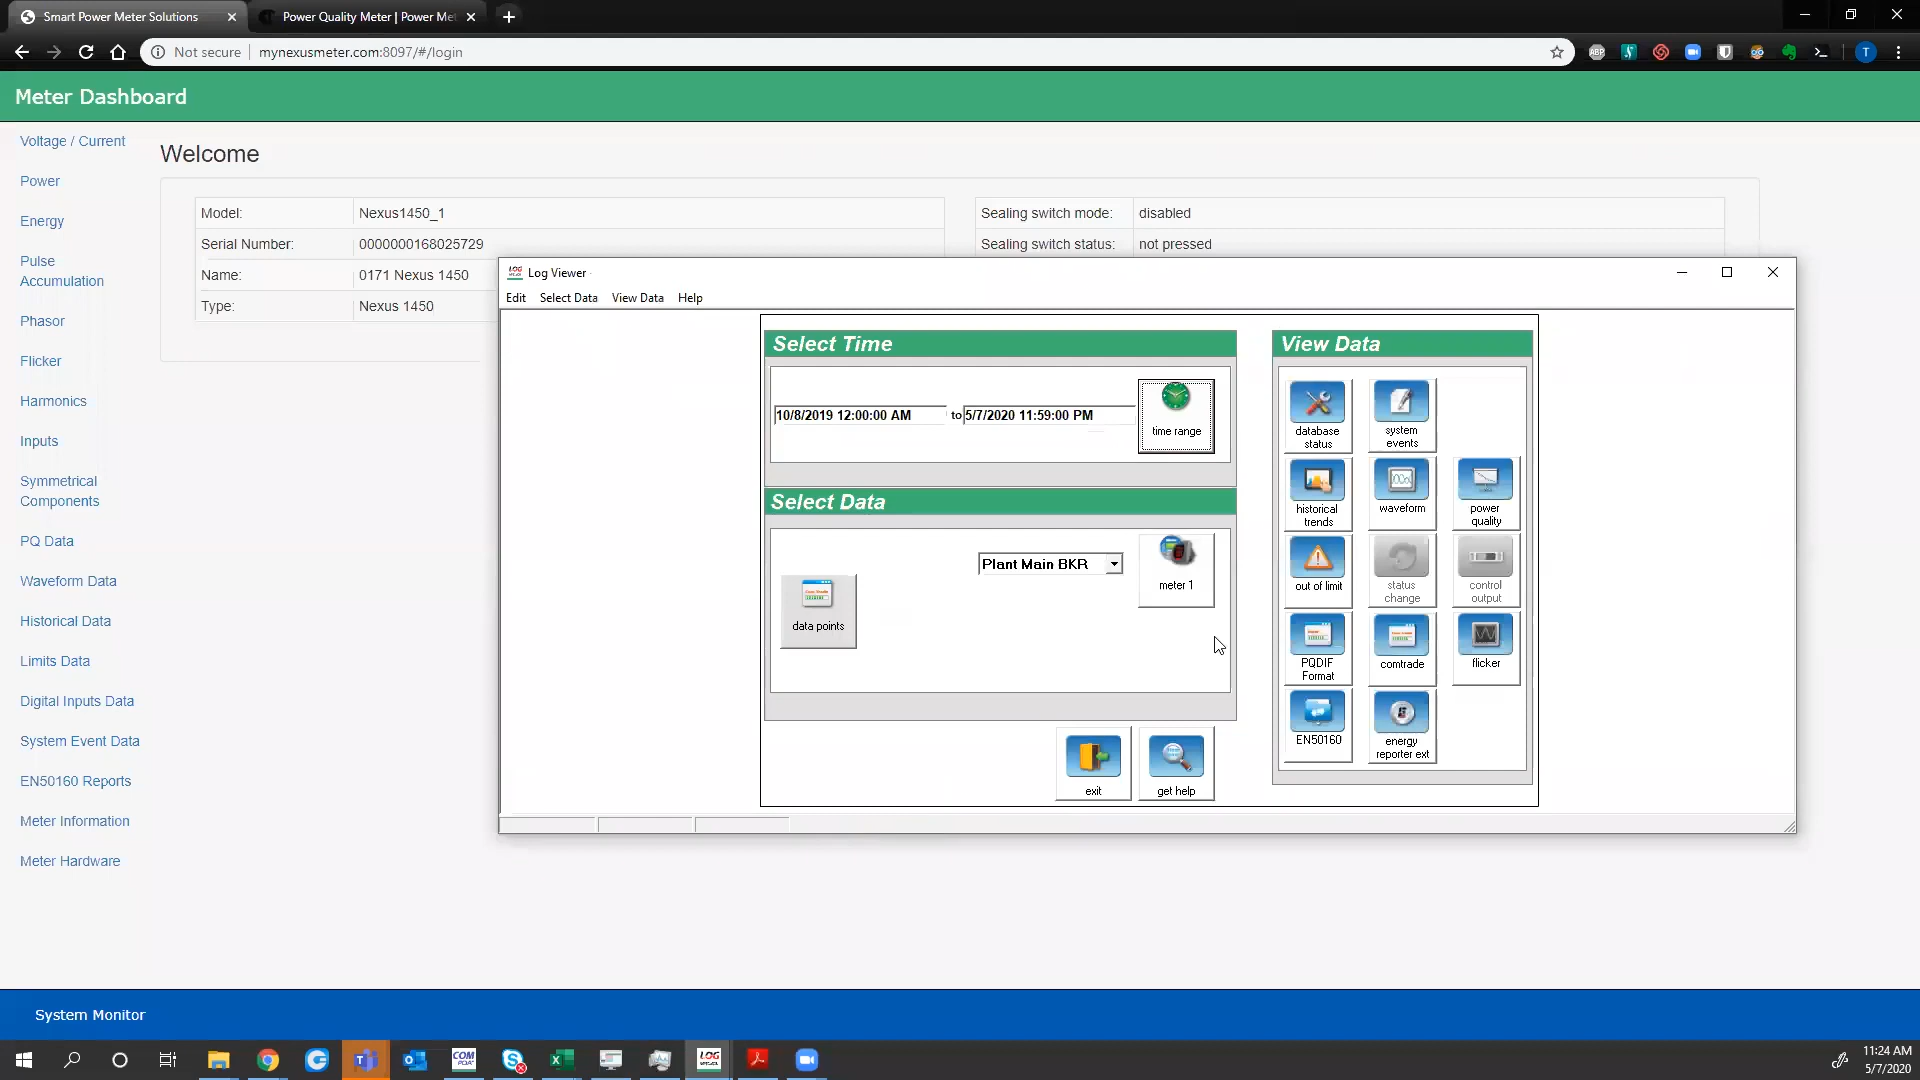 Smart Power Meter Solutions
Power Quality Meter | Power Me
Not secure
mynexusmeter.com:8097/#/login
ABP
T
Meter Dashboard
Voltage / Current
Power
Energy
Pulse
Accumulation
Phasor
Flicker
Harmonics
Inputs
Symmetrical
Components
PQ Data
Waveform Data
Historical Data
Limits Data
Digital Inputs Data
System Event Data
EN50160 Reports
Meter Information
Meter Hardware
Welcome
Model: Nexus1450_1
Serial Number: 0000000168025729
Name: 0171 Nexus 1450
Type: Nexus 1450
Sealing switch mode: disabled
Sealing switch status: not pressed
LOG
Log Viewer
Edit Select Data View Data Help
Select Time
10/8/2019 12:00:00 AM to 5/7/2020 11:59:00 PM
time range
Select Data
data points
Plant Main BKR
meter 1
exit
get help
View Data
database
status
system
events
historical
trends
waveform
power
quality
out of limit
status
change
control
output
PQDIF
Format
comtrade
flicker
EN50160
energy
reporter ext
System Monitor
COM
LOG
11:24 AM
5/7/2020